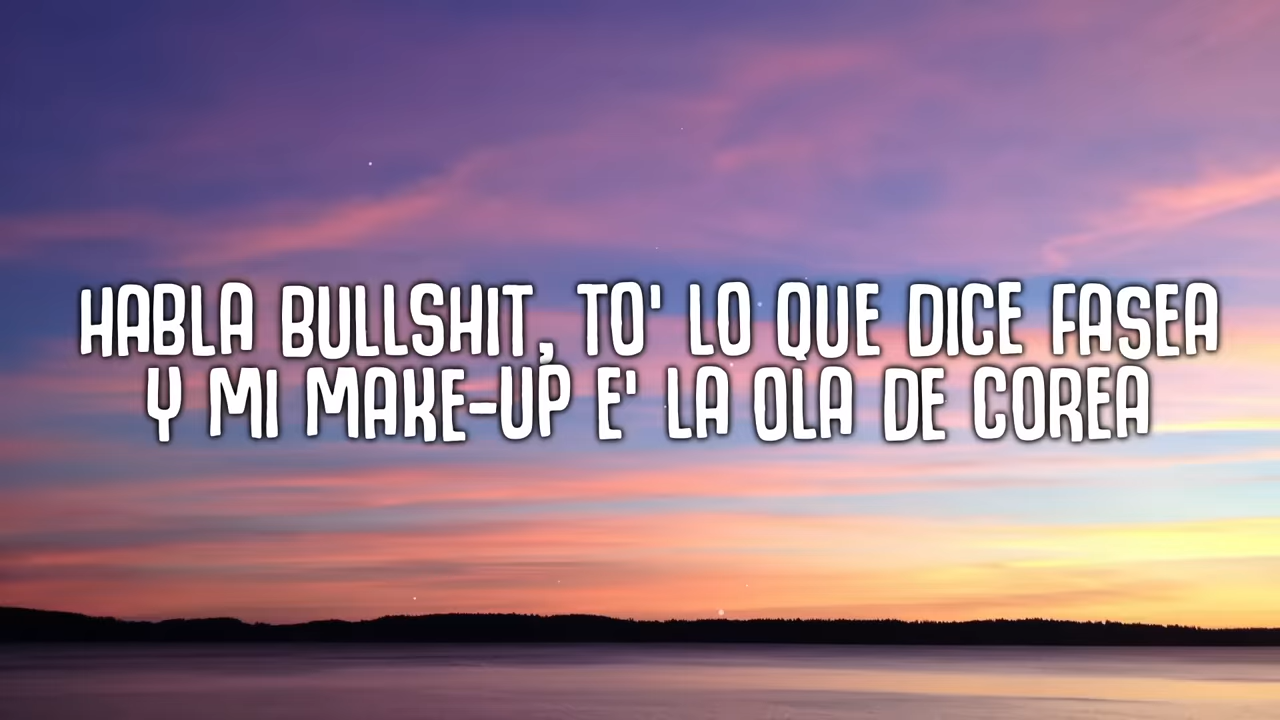 HABLA BULLSHIT, TO' LO QUE DICE FASEA
Y MI MAKE-UP E' LA OLA DE COREA